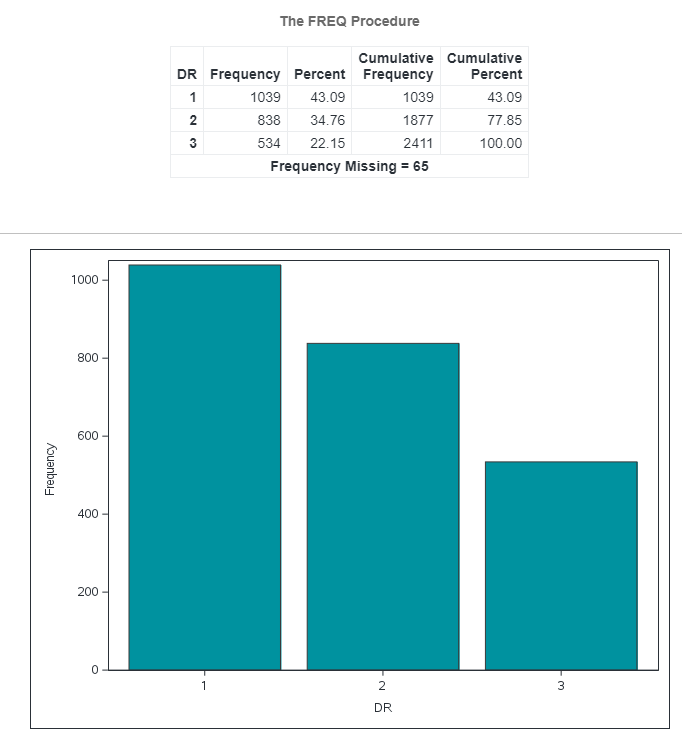 The FREQ Procedure
DR Frequency Percent Cumulative Frequency Cumulative Percent
1 1039 43.09 1039 43.09
2 838 34.76 1877 77.85
3 534 22.15 2411 100.00
Frequency Missing = 65
Frequency
1000
800
600
400
200
0
1 2 3
DR